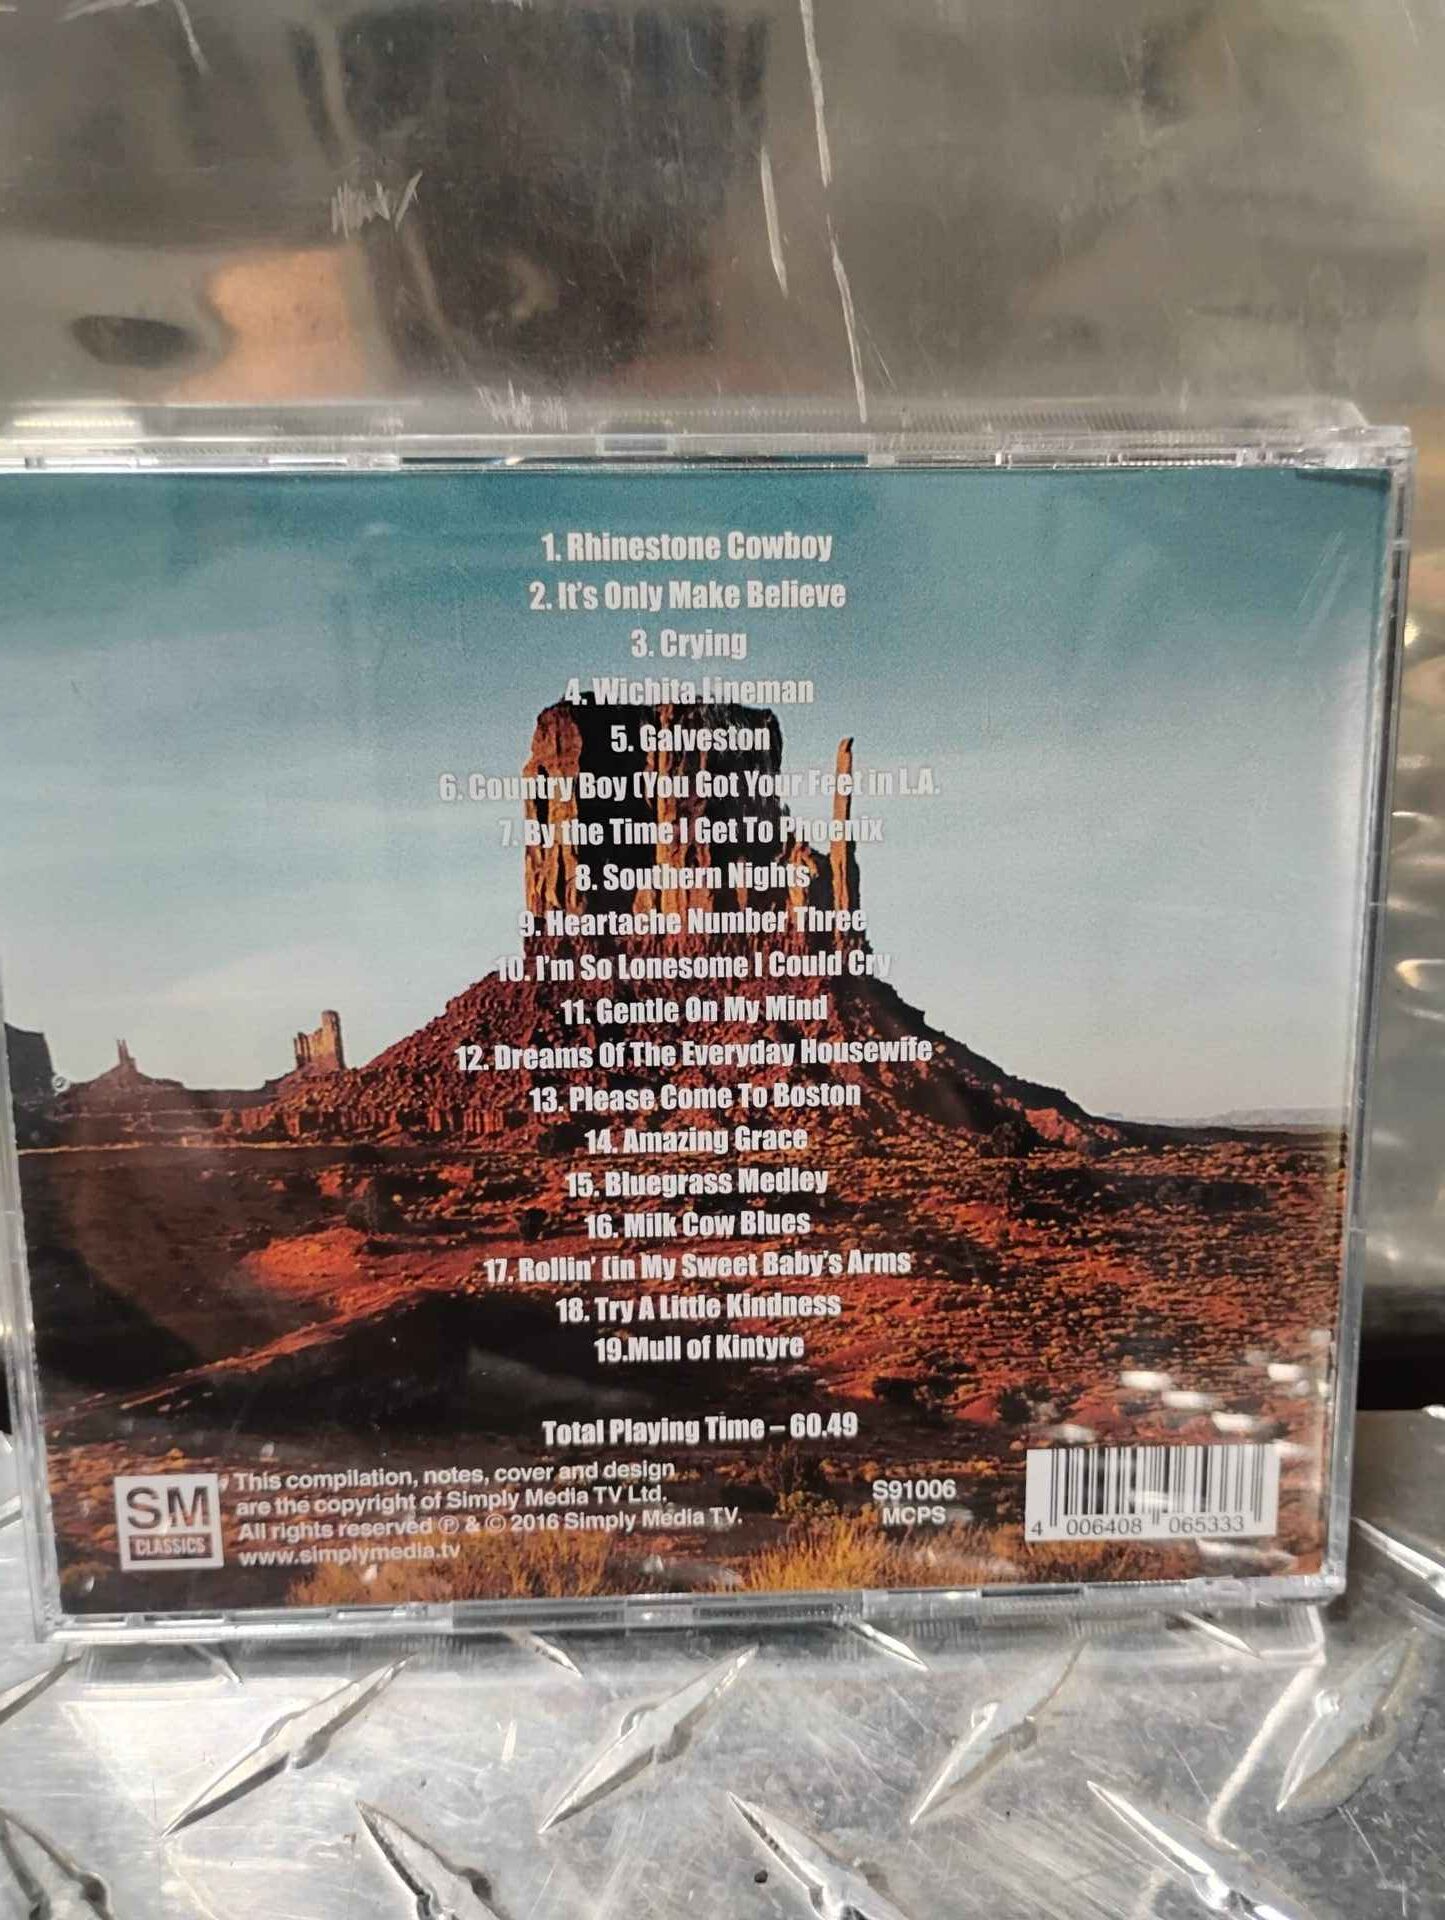 1. Rhinestone Cowboy
2. It's Only Make Believe
3. Crying
4. Wichita Lineman
5. Galveston
6. Country Boy (You Got Your Feet in L.A.
7. By the Time I Get To Phoenix
8. Southern Nights
9. Heartache Number Three
10. I'm So Lonesome I Could Cry
11. Gentle On My Mind
12. Dreams Of The Everyday Housewife
13. Please Come To Boston
14. Amazing Grace
15. Bluegrass Medley
16. Milk Cow Blues
17. Rollin' (in My Sweet Baby's Arms
18. Try A Little Kindness
19.Mull of Kintyre
Total Playing Time – 60.49
SM
CLASSICS
This compilation, notes, cover and design
are the copyright of Simply Media TV Ltd.
All rights reserved ℗ & © 2016 Simply Media TV.
www.simplymedia.tv
S91006
MCPS
4 006408 065333